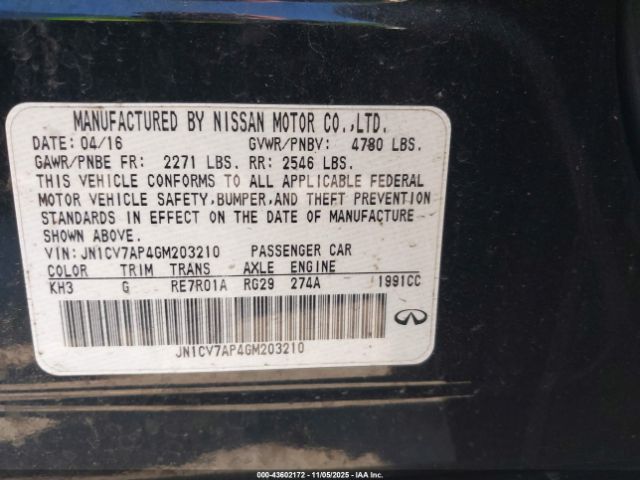 MANUFACTURED BY NISSAN MOTOR CO.,LTD.
DATE: 04/16 GVWR/PNBV: 4780 LBS.
GAWR/PNBE FR: 2271 LBS. RR: 2546 LBS.
THIS VEHICLE CONFORMS TO ALL APPLICABLE FEDERAL
MOTOR VEHICLE SAFETY, BUMPER, AND THEFT PREVENTION
STANDARDS IN EFFECT ON THE DATE OF MANUFACTURE
SHOWN ABOVE.
VIN: JN1CV7AP4GM203210 PASSENGER CAR
COLOR TRIM TRANS AXLE ENGINE
KH3 G RE7R01A RG29 274A 1991CC
JN1CV7AP4GM203210
00-43602172 - 11/05/2025 - IAA Inc.